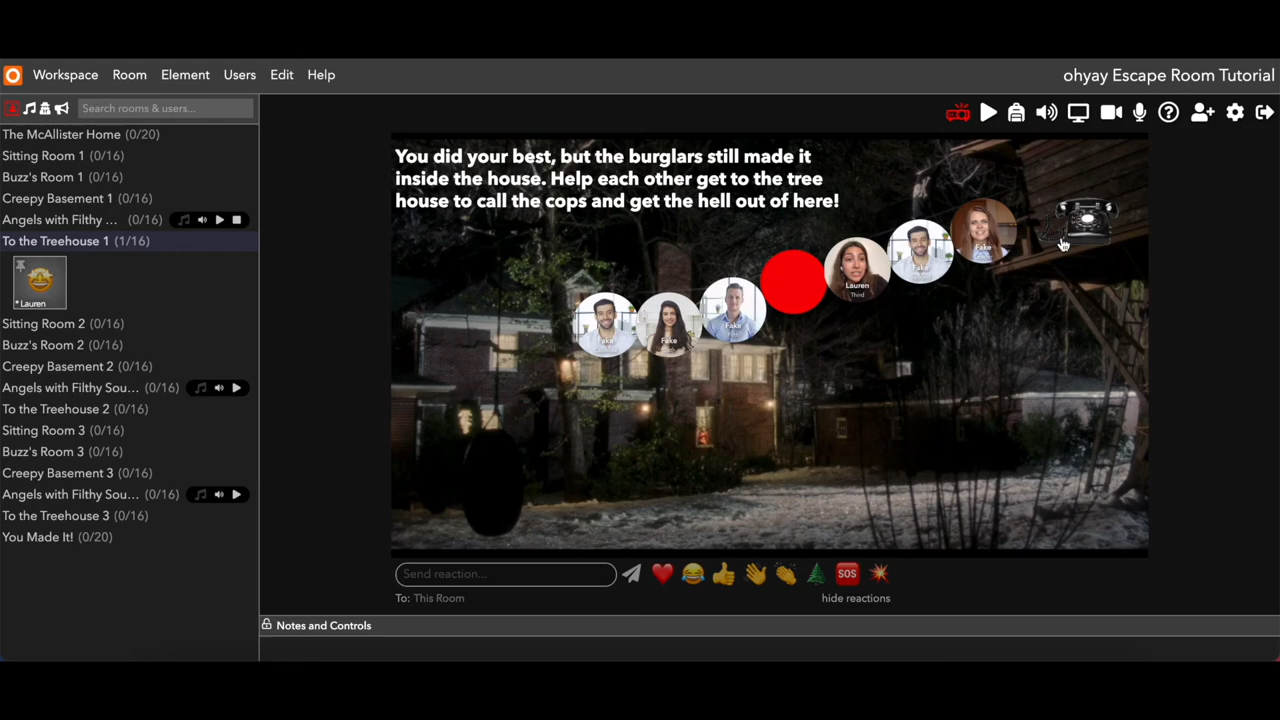 Workspace Room Element Users Edit Help
ohyay Escape Room Tutorial
Search rooms & users...
The McAllister Home (0/20)
Sitting Room 1 (0/16)
Buzz's Room 1 (0/16)
Creepy Basement 1 (0/16)
Angels with Filthy ... (0/16)
To the Treehouse 1 (1/16)
* Lauren
Sitting Room 2 (0/16)
Buzz's Room 2 (0/16)
Creepy Basement 2 (0/16)
Angels with Filthy Sou... (0/16)
To the Treehouse 2 (0/16)
Sitting Room 3 (0/16)
Buzz's Room 3 (0/16)
Creepy Basement 3 (0/16)
Angels with Filthy Sou... (0/16)
To the Treehouse 3 (0/16)
You Made It! (0/20)
You did your best, but the burglars still made it
inside the house. Help each other get to the tree
house to call the cops and get the hell out of here!
Fake
Fake
Fake
Lauren
Third
Fake
Fake
Send reaction...
SOS
To: This Room
hide reactions
Notes and Controls